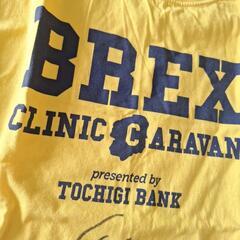 BREX
CLINIC CARAVAN
presented by
TOCHIGI BANK